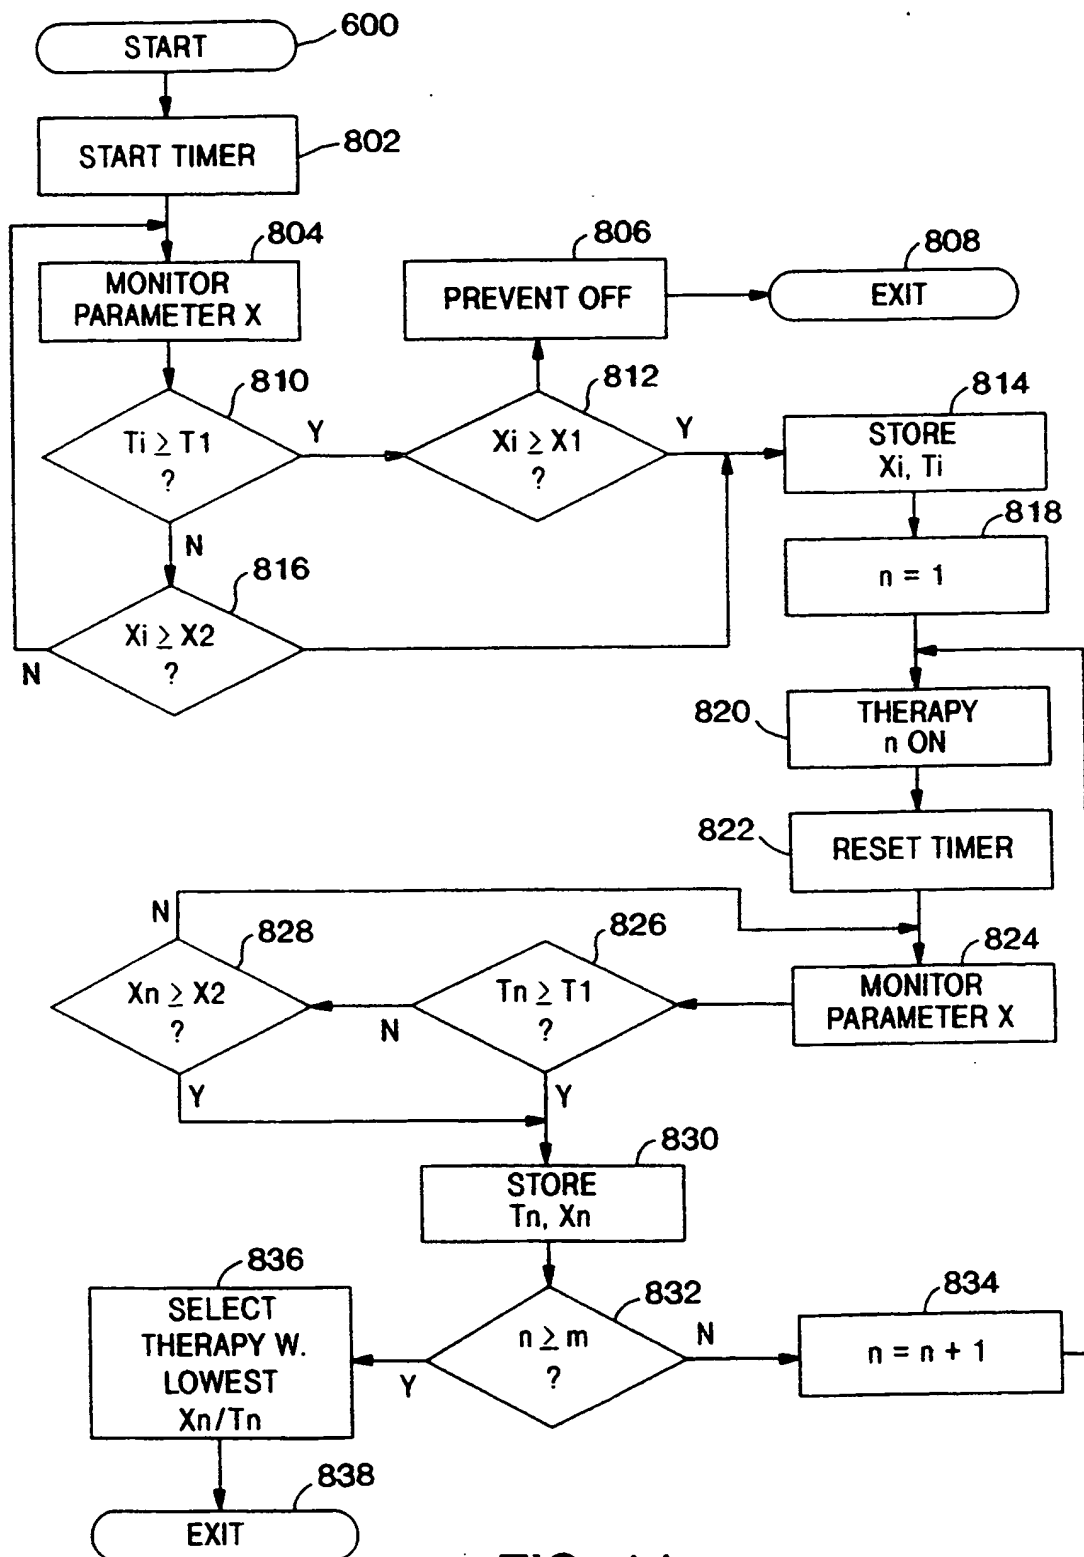 START
600
START TIMER
802
804
MONITOR
PARAMETER X
806
PREVENT OFF
808
EXIT
810
Ti ≥ T1
?
Y
N
812
Xi ≥ X1
?
Y
814
STORE
Xi, Ti
816
Xi ≥ X2
?
N
818
n = 1
820
THERAPY
n ON
822
RESET TIMER
824
MONITOR
PARAMETER X
826
Tn ≥ T1
?
N
Y
828
Xn ≥ X2
?
N
Y
830
STORE
Tn, Xn
832
n ≥ m
?
N
Y
834
n = n + 1
836
SELECT
THERAPY W.
LOWEST
Xn/Tn
838
EXIT